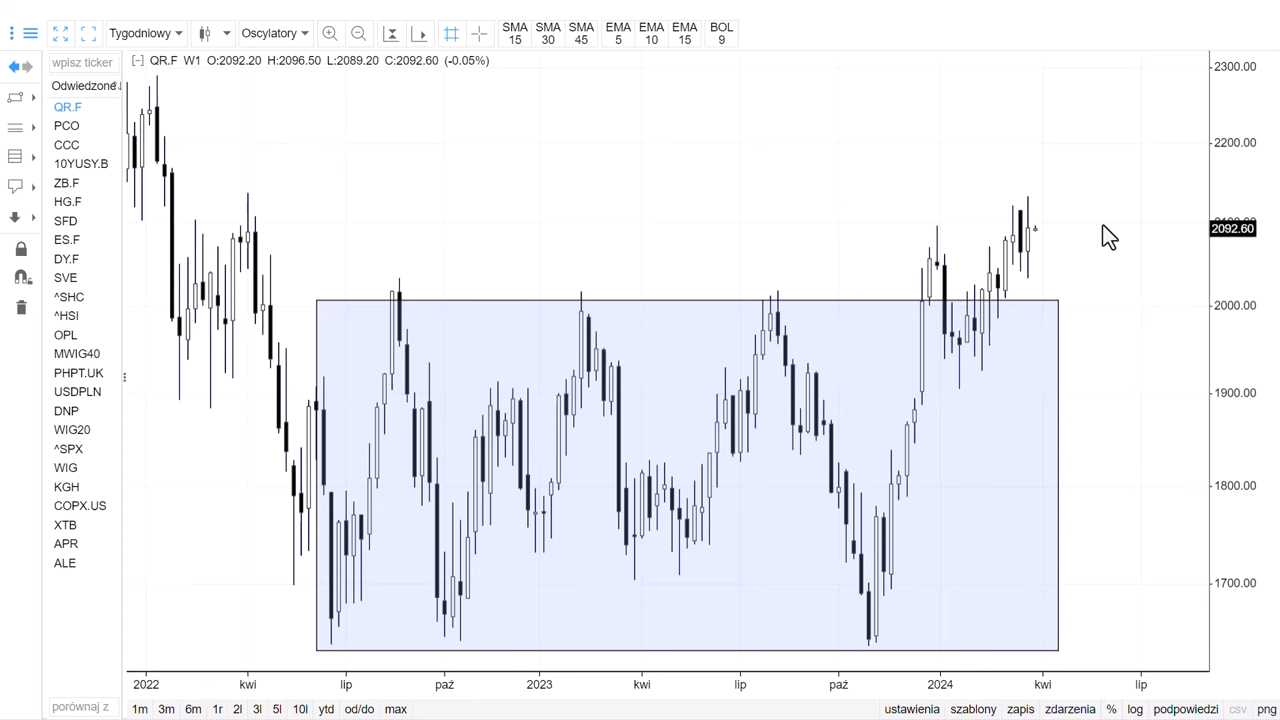 Tygodniowy
Oscylatory
SMA 15
SMA 30
SMA 45
EMA 5
EMA 10
EMA 15
BOL 9
wpisz ticker
[-] QR.F W1 O:2092.20 H:2096.50 L:2089.20 C:2092.60 (-0.05%)
Odwiedzone
QR.F
PCO
CCC
10YUSY.B
ZB.F
HG.F
SFD
ES.F
DY.F
SVE
^SHC
^HSI
OPL
MWIG40
PHPT.UK
USDPLN
DNP
WIG20
^SPX
WIG
KGH
COPX.US
XTB
APR
ALE
porównaj z
2300.00
2200.00
2100.00
2092.60
2000.00
1900.00
1800.00
1700.00
2022 kwi lip paź 2023 kwi lip paź 2024 kwi lip
1m 3m 6m 1r 2l 3l 5l 10l ytd od/do max ustawienia szablony zapis zdarzenia % log podpowiedzi csv png